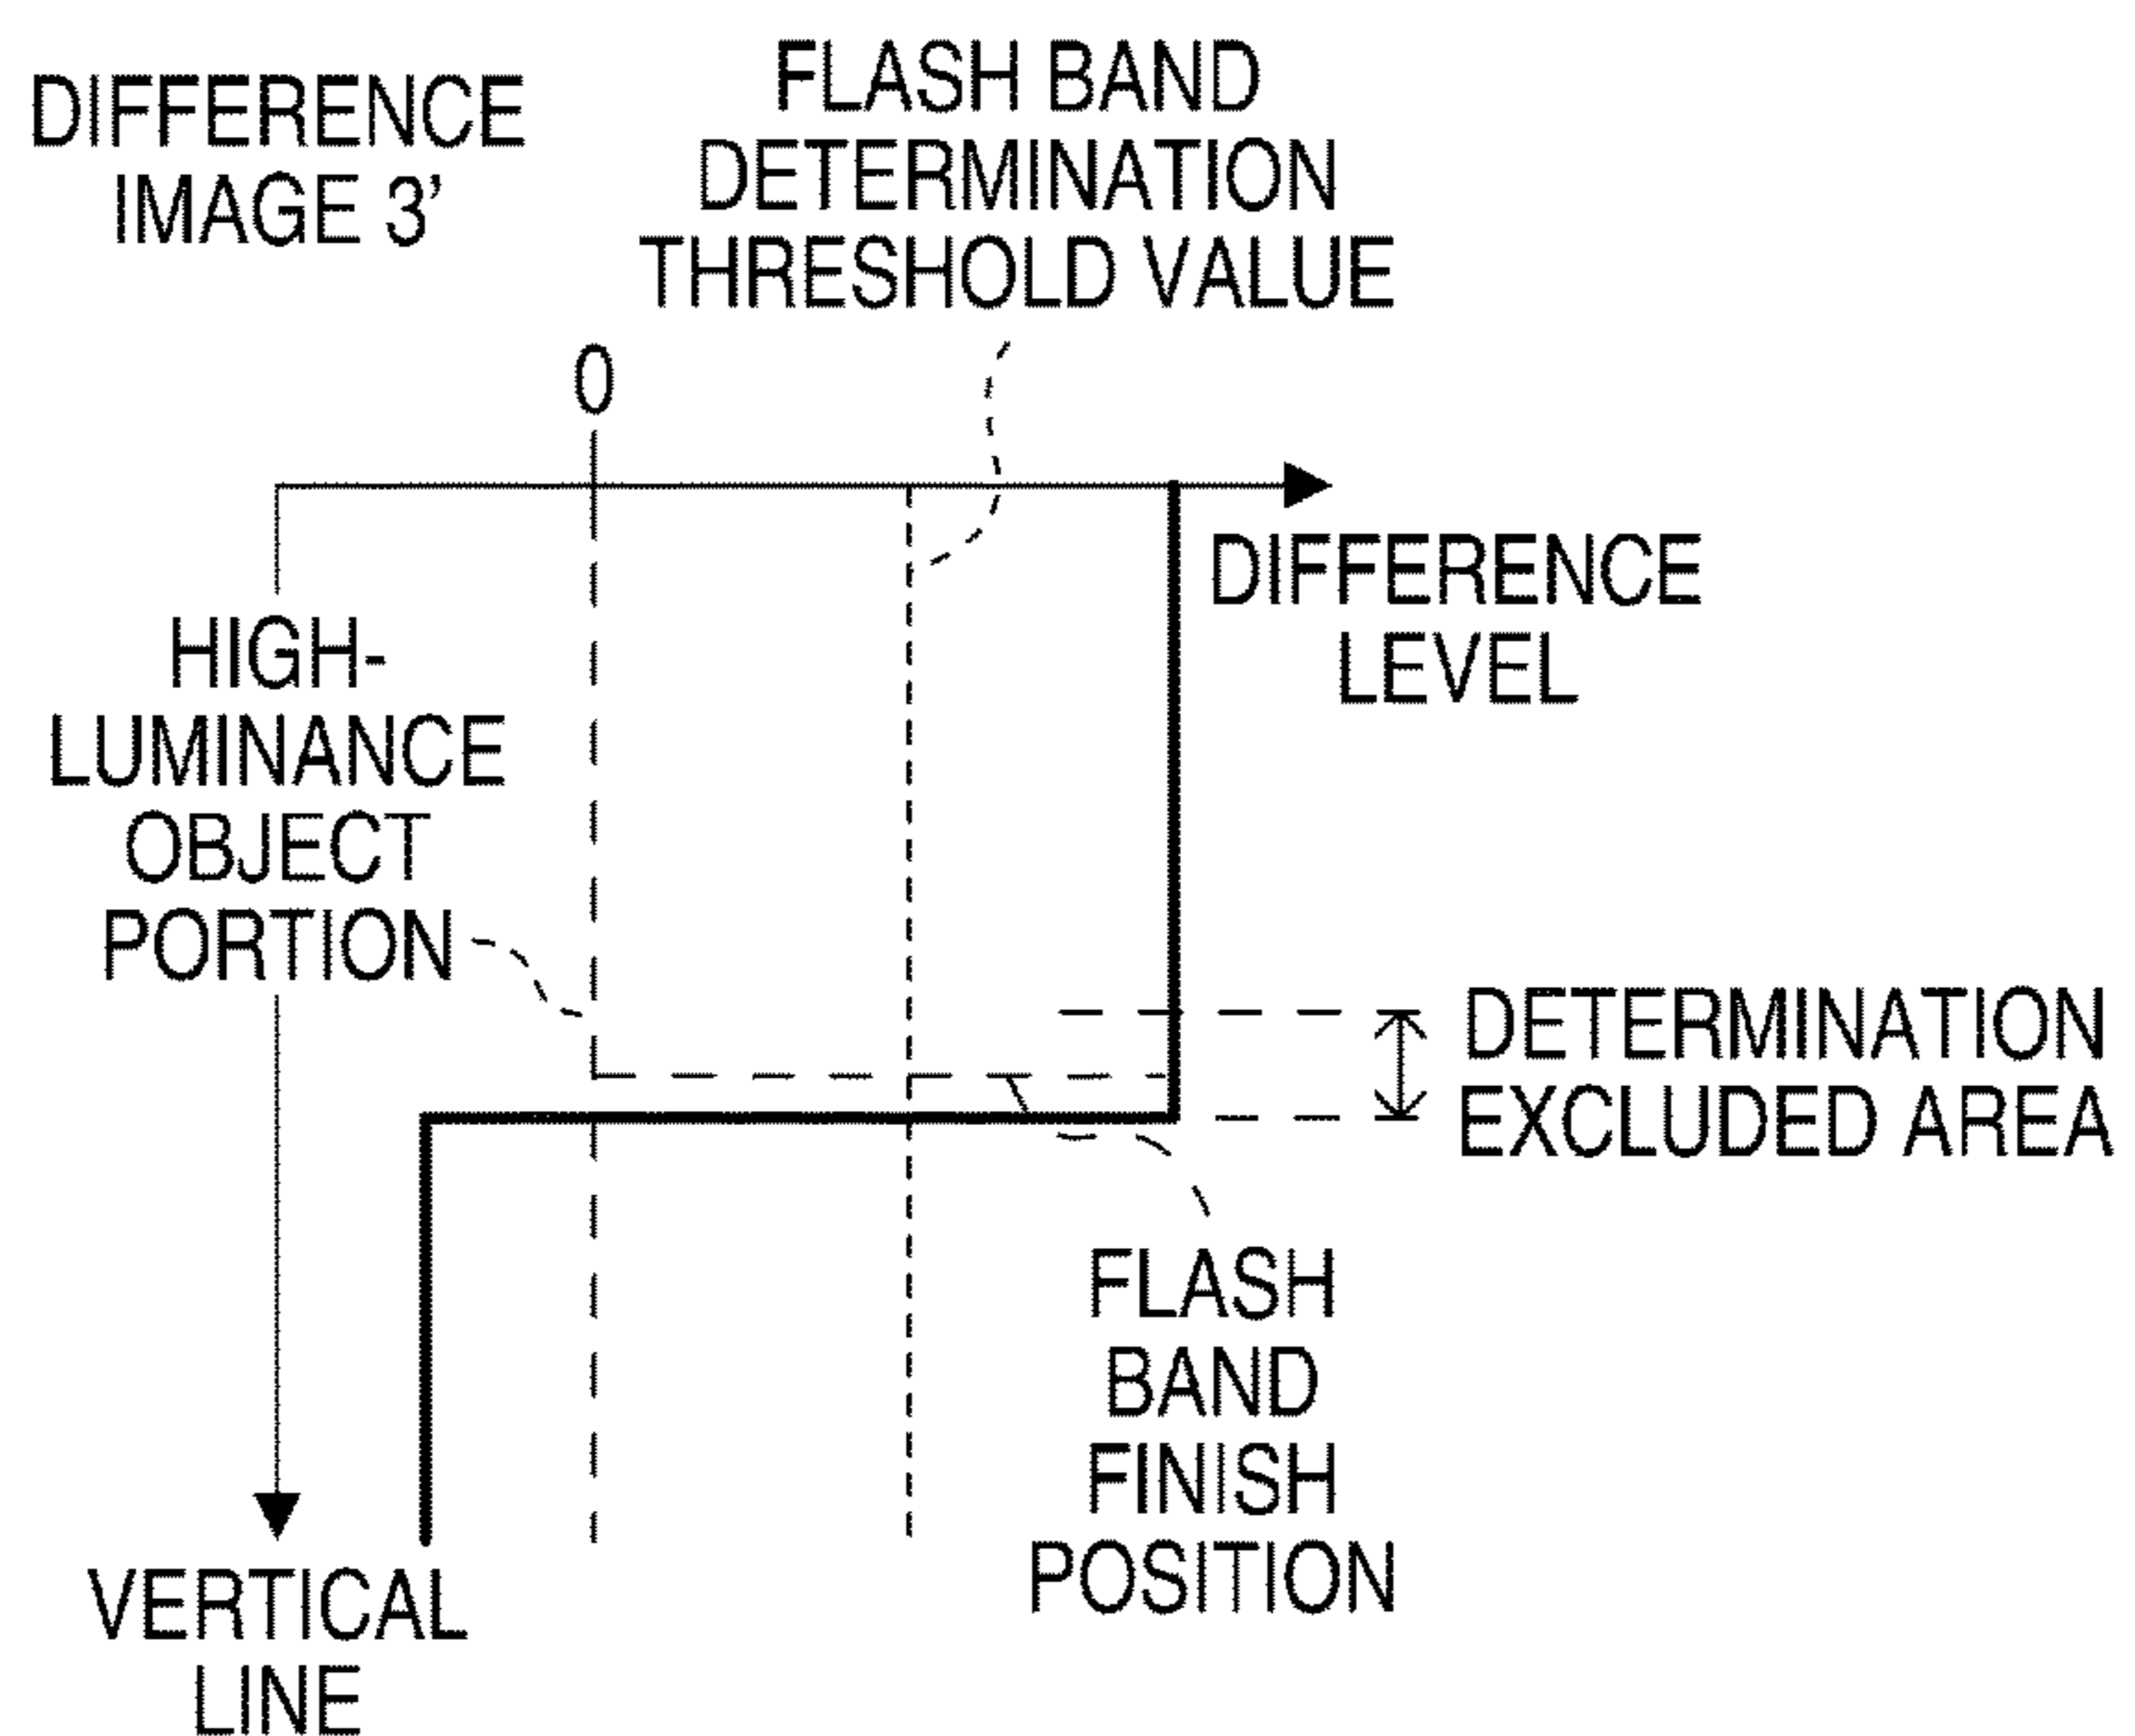 DIFFERENCE
IMAGE 3’
FLASH BAND
DETERMINATION
THRESHOLD VALUE
0
DIFFERENCE
LEVEL
HIGH-
LUMINANCE
OBJECT
PORTION
DETERMINATION
EXCLUDED AREA
FLASH
BAND
FINISH
POSITION
VERTICAL
LINE